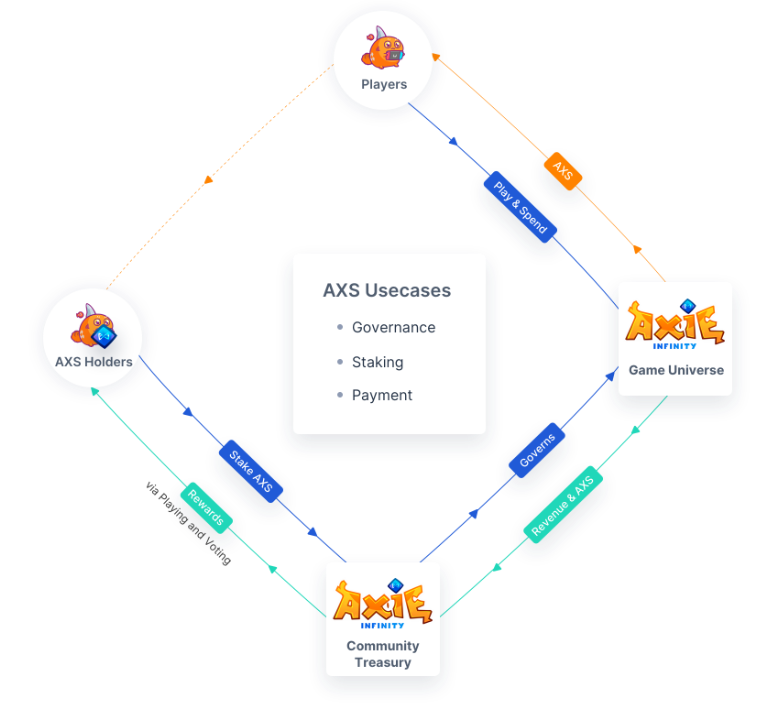 Players
AXS
Play & Spend
AXS Usecases
Governance
Staking
Payment
AXS Holders
AXIE
INFINITY
Game Universe
Stake AXS
Governs
Rewards
via Playing and Voting
Revenue & AXS
AXIE
INFINITY
Community
Treasury